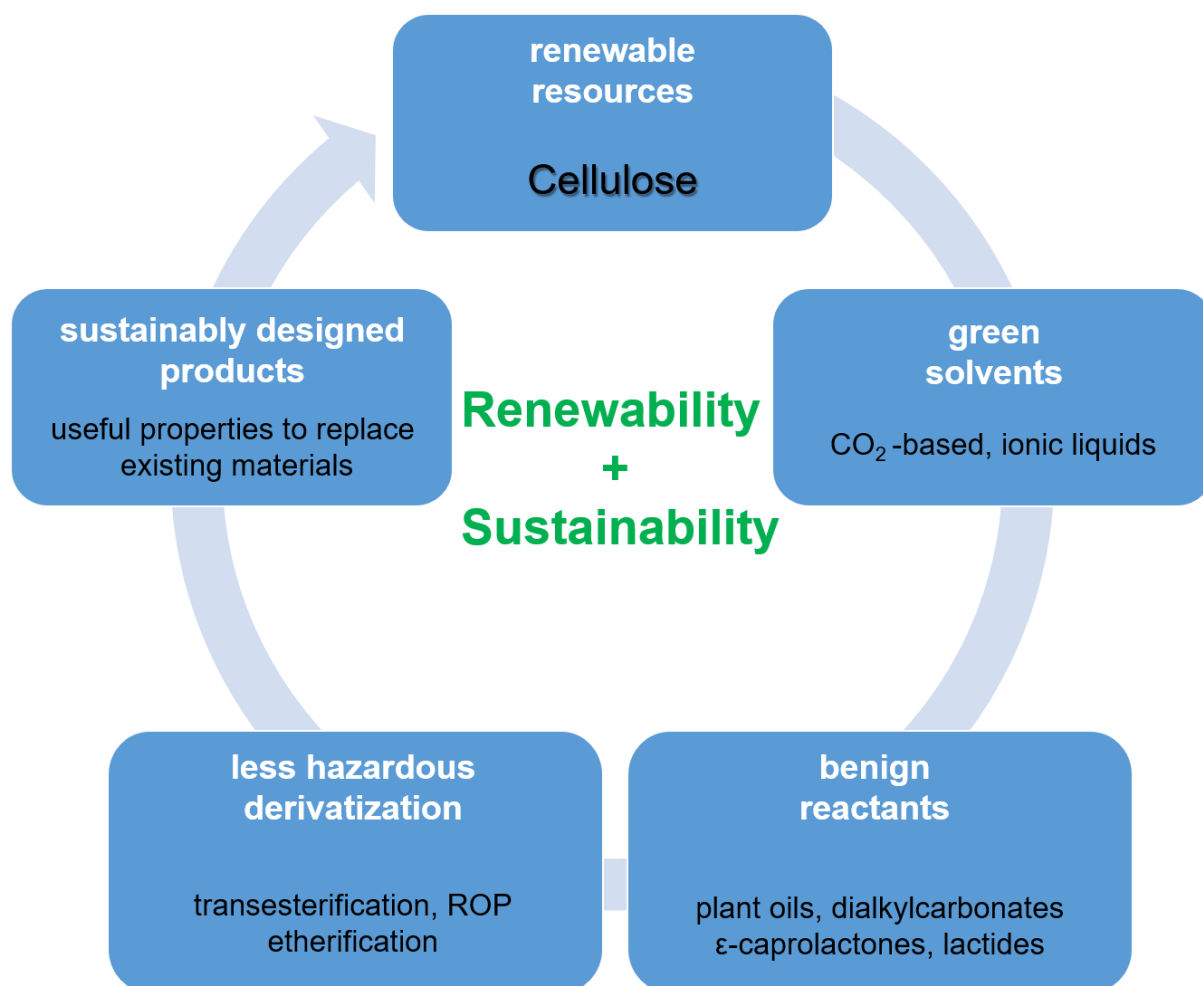 renewable
resources
Cellulose
green
solvents
CO₂ -based, ionic liquids
benign
reactants
plant oils, dialkylcarbonates
ε-caprolactones, lactides
less hazardous
derivatization
transesterification, ROP
etherification
sustainably designed
products
useful properties to replace
existing materials
Renewability
+
Sustainability